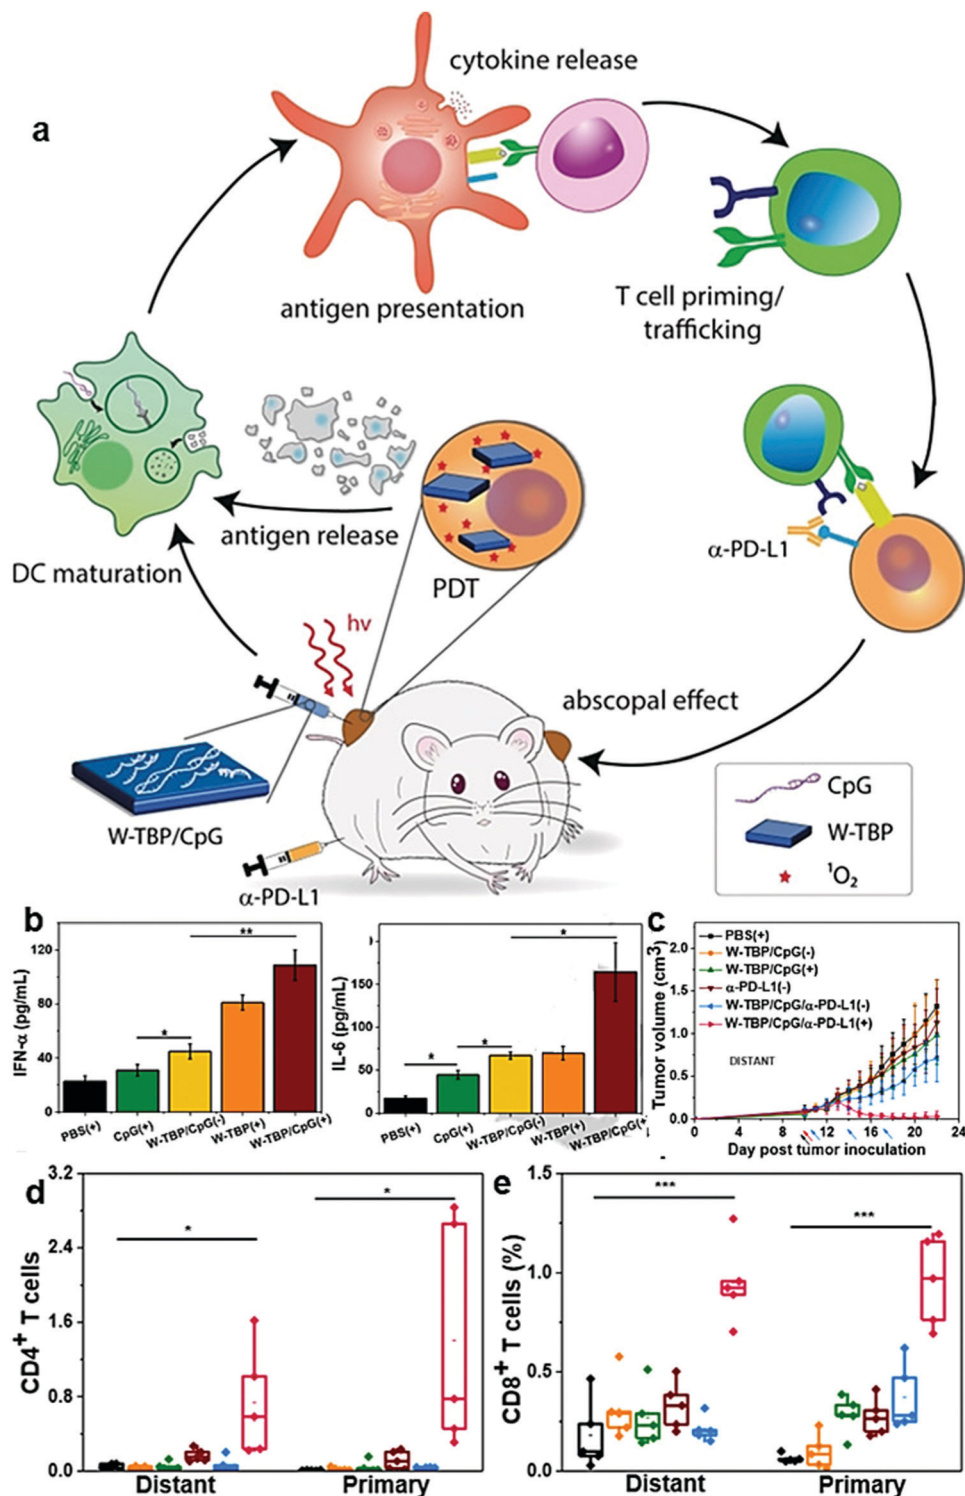 a
cytokine release
antigen presentation
T cell priming/
trafficking
α-PD-L1
antigen release
PDT
DC maturation
hv
abscopal effect
W-TBP/CpG
α-PD-L1
CpG
W-TBP
¹O₂
b
IFN-α (pg/mL)
120
80
40
0
**
*
PBS(+)
CpG(+)
W-TBP/CpG(-)
W-TBP(+)
W-TBP/CpG(+)
IL-6 (pg/mL)
150
100
50
0
*
*
*
PBS(+)
CpG(+)
W-TBP/CpG(-)
W-TBP(+)
W-TBP/CpG(+)
c
Tumor volume (cm³)
2.0
1.5
1.0
0.5
0.0
PBS(+)
W-TBP/CpG(-)
W-TBP/CpG(+)
α-PD-L1(-)
W-TBP/CpG/α-PD-L1(-)
W-TBP/CpG/α-PD-L1(+)
DISTANT
0 4 8 12 16 20 24
Day post tumor inoculation
d
CD4⁺ T cells
3.2
2.4
1.6
0.8
0.0
*
*
Distant Primary
e
CD8⁺ T cells (%)
1.5
1.0
0.5
0.0
***
***
Distant Primary